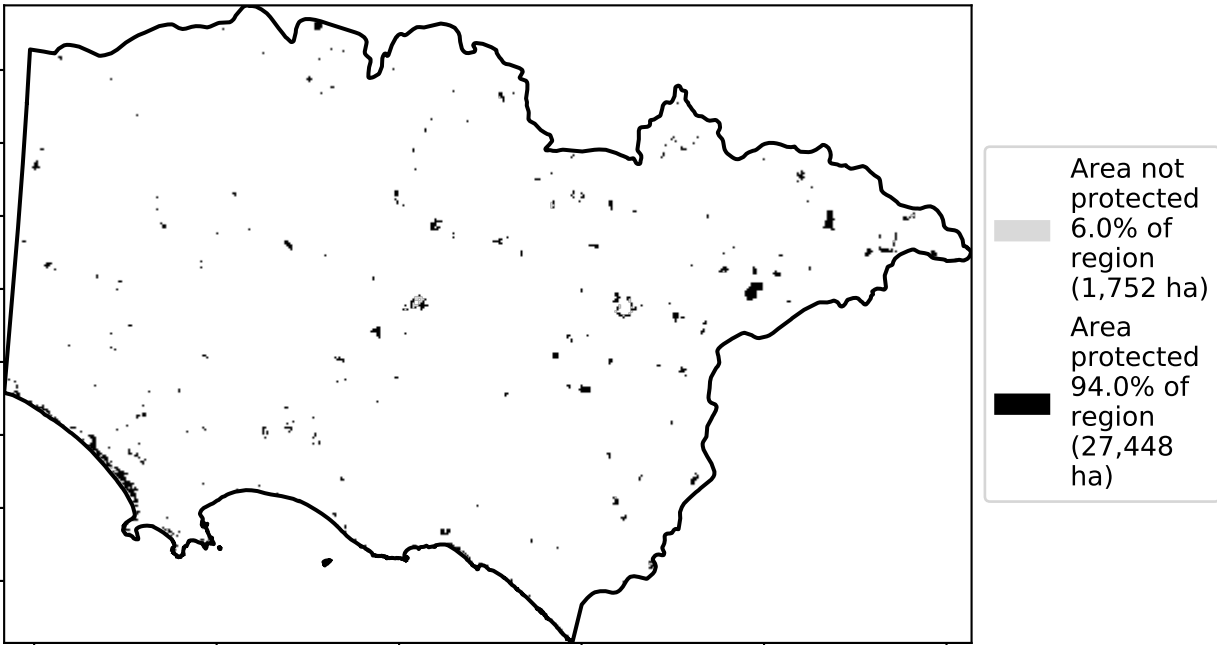 Area not
protected
6.0% of
region
(1,752 ha)
Area
protected
94.0% of
region
(27,448
ha)